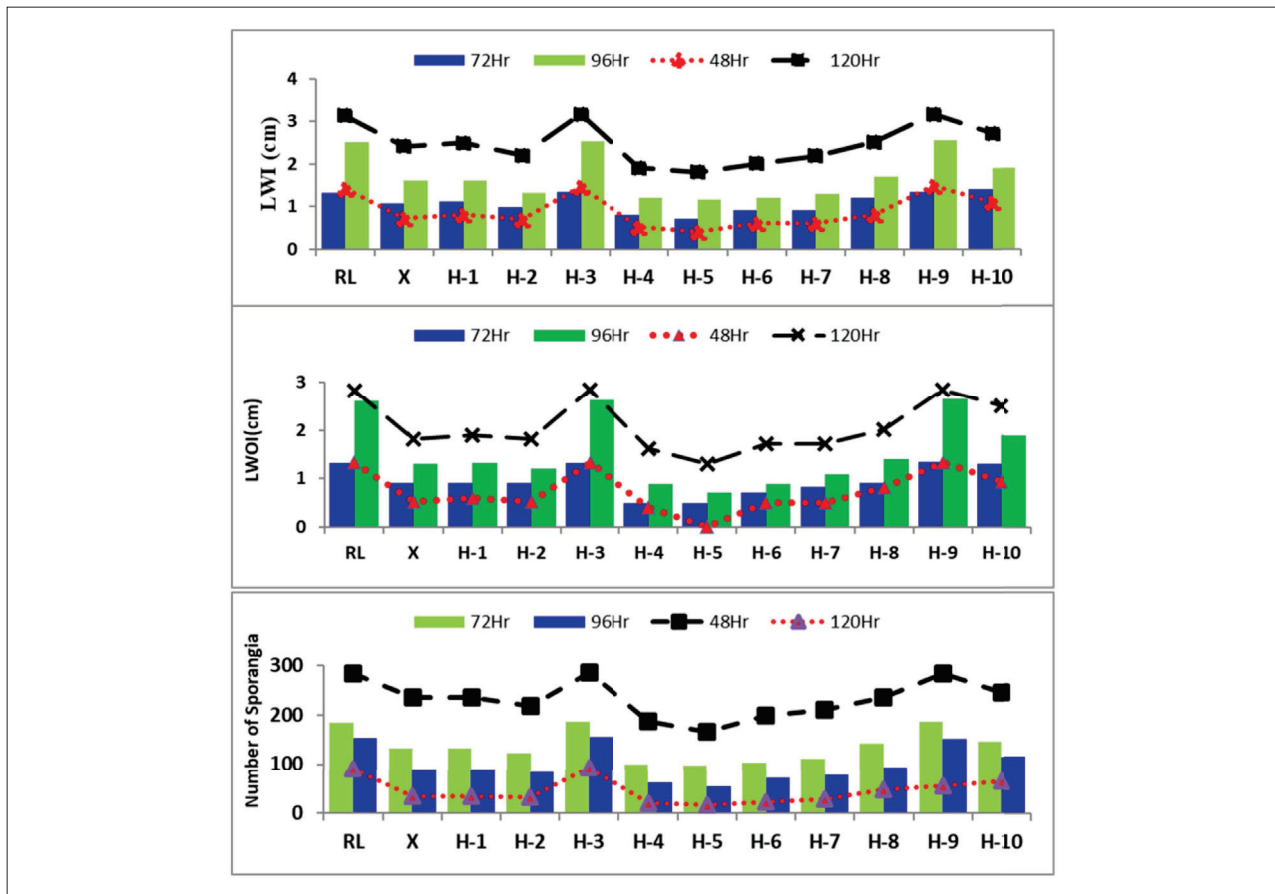 72Hr 96Hr 48Hr 120Hr
LWI (cm)
4
3
2
1
0
RL X H-1 H-2 H-3 H-4 H-5 H-6 H-7 H-8 H-9 H-10
72Hr 96Hr 48Hr 120Hr
LWOI(cm)
3
2
1
0
RL X H-1 H-2 H-3 H-4 H-5 H-6 H-7 H-8 H-9 H-10
72Hr 96Hr 48Hr 120Hr
Number of Sporangia
300
200
100
0
RL X H-1 H-2 H-3 H-4 H-5 H-6 H-7 H-8 H-9 H-10